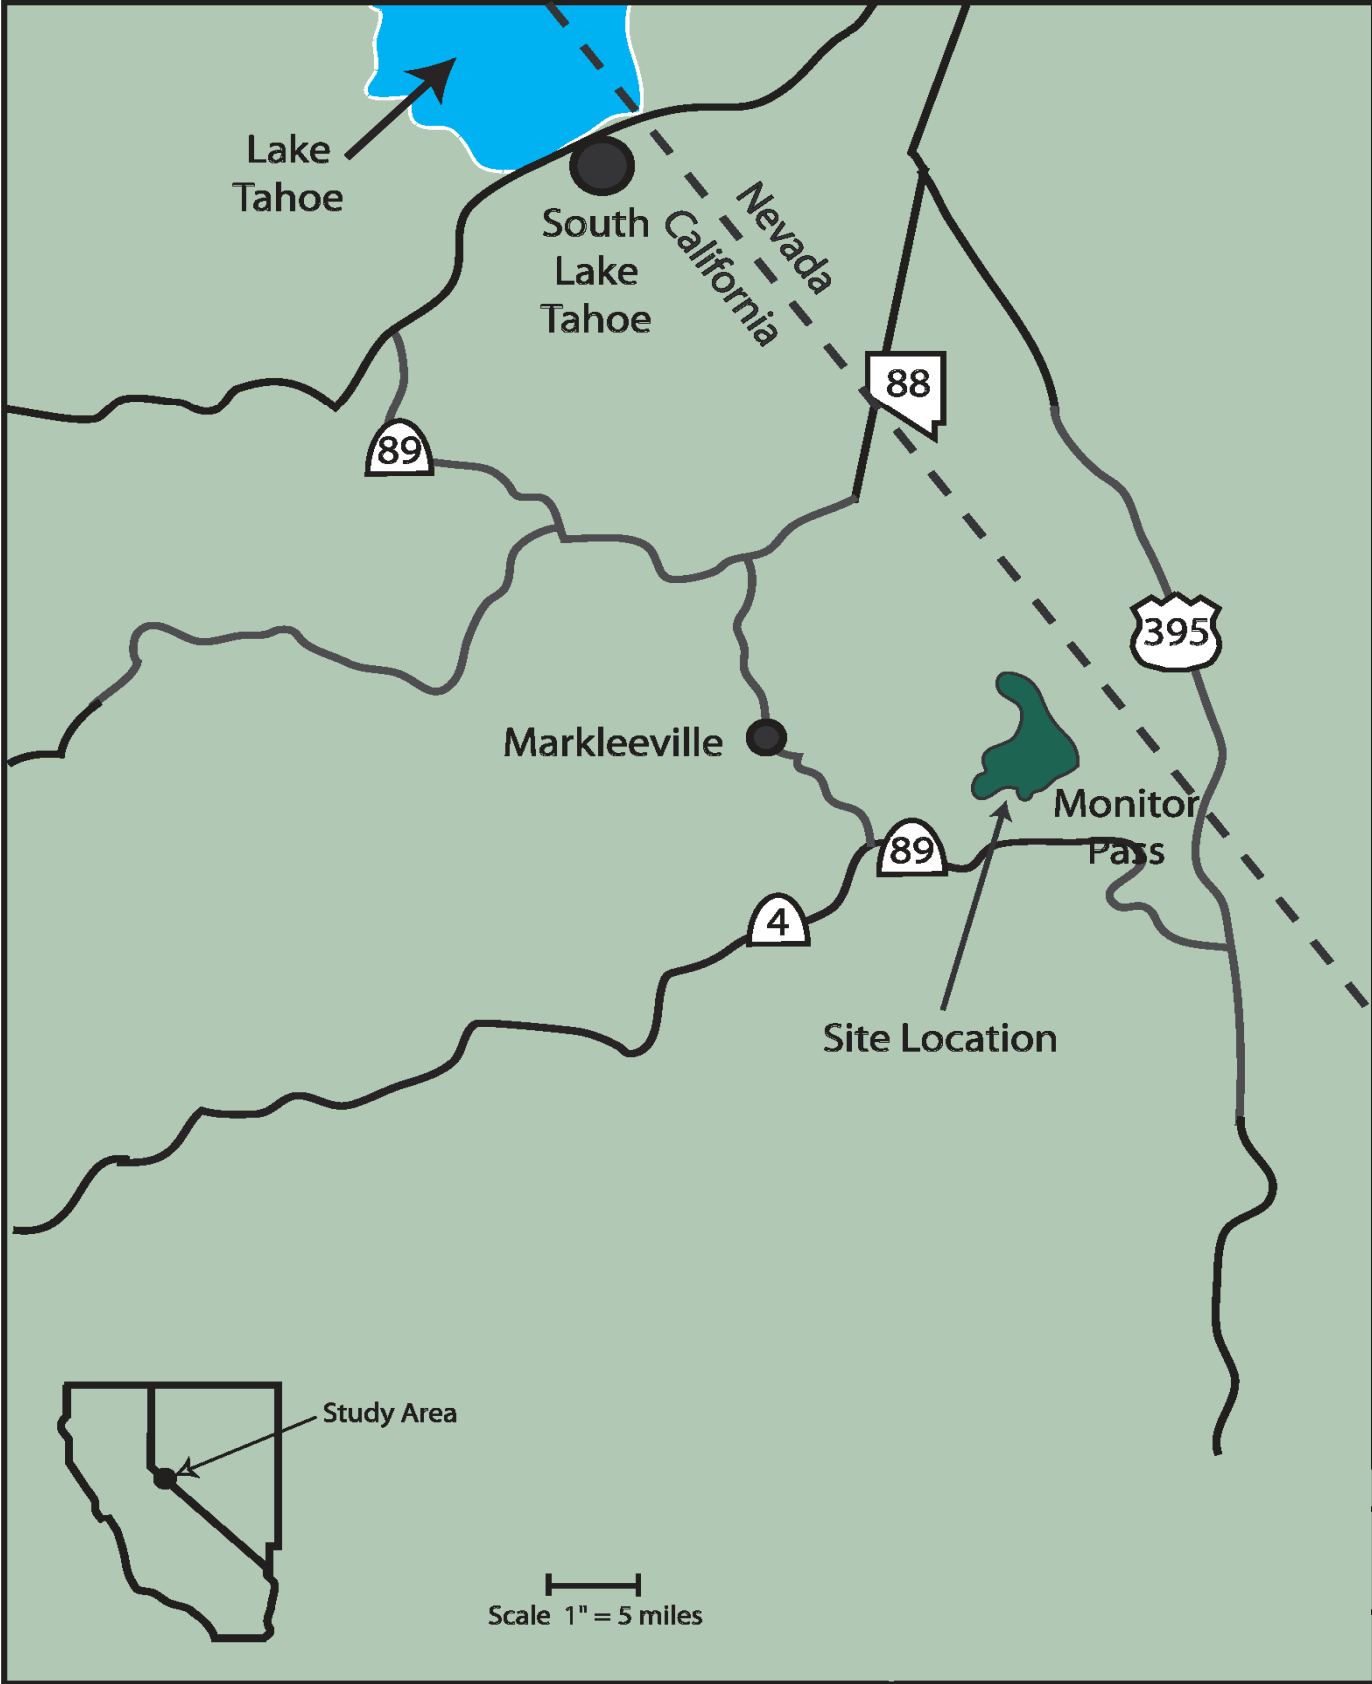 Lake
Tahoe
South
Lake
Tahoe
Nevada
California
88
89
395
Markleeville
Monitor
Pass
89
4
Site Location
Study Area
Scale 1" = 5 miles